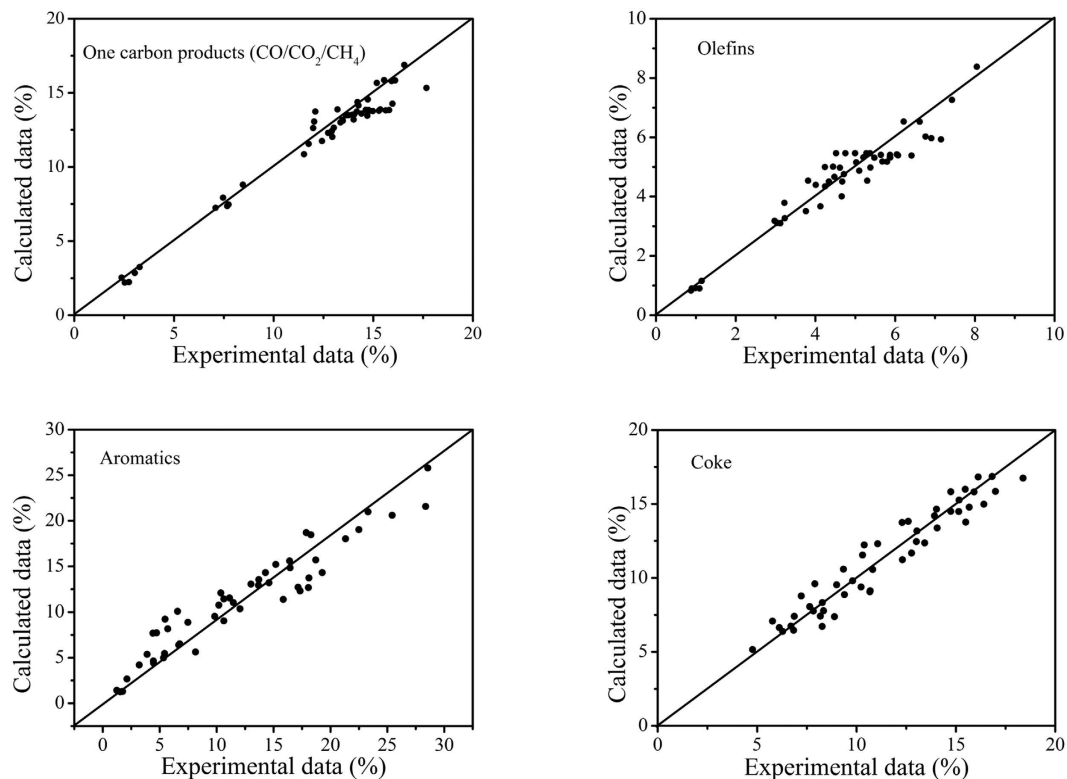 20
15
10
5
0
Calculated data (%)
One carbon products (CO/CO₂/CH₄)
0 5 10 15 20
Experimental data (%)
10
8
6
4
2
0
Calculated data (%)
Olefins
0 2 4 6 8 10
Experimental data (%)
30
25
20
15
10
5
0
Calculated data (%)
Aromatics
0 5 10 15 20 25 30
Experimental data (%)
20
15
10
5
0
Calculated data (%)
Coke
0 5 10 15 20
Experimental data (%)